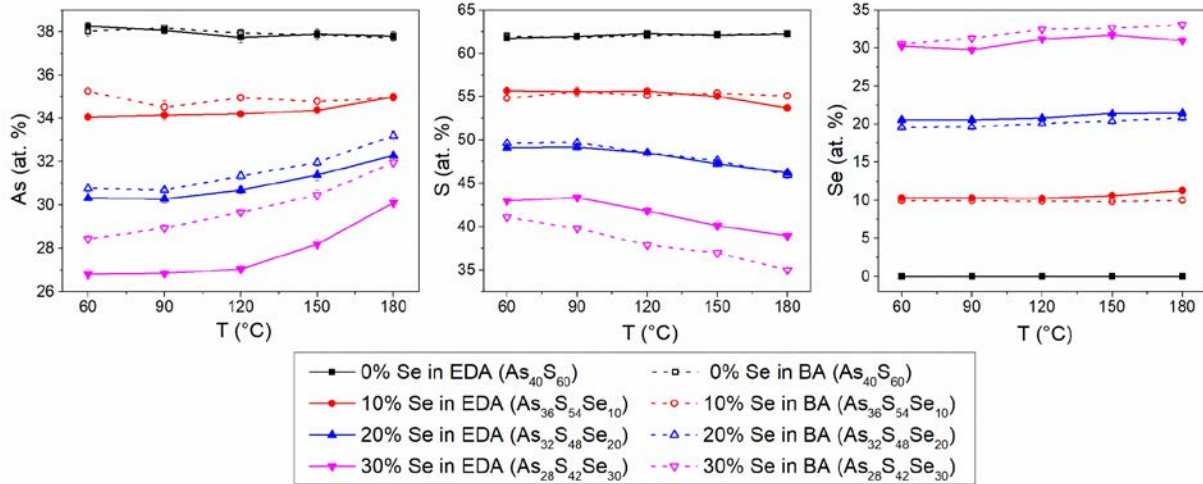 38
36
34
32
30
28
26
As (at. %)
60 90 120 150 180
T (°C)
65
60
55
50
45
40
35
S (at. %)
60 90 120 150 180
T (°C)
35
30
25
20
15
10
5
0
Se (at. %)
60 90 120 150 180
T (°C)
0% Se in EDA (As₄₀S₆₀)
0% Se in BA (As₄₀S₆₀)
10% Se in EDA (As₃₆S₅₄Se₁₀)
10% Se in BA (As₃₆S₅₄Se₁₀)
20% Se in EDA (As₃₂S₄₈Se₂₀)
20% Se in BA (As₃₂S₄₈Se₂₀)
30% Se in EDA (As₂₈S₄₂Se₃₀)
30% Se in BA (As₂₈S₄₂Se₃₀)